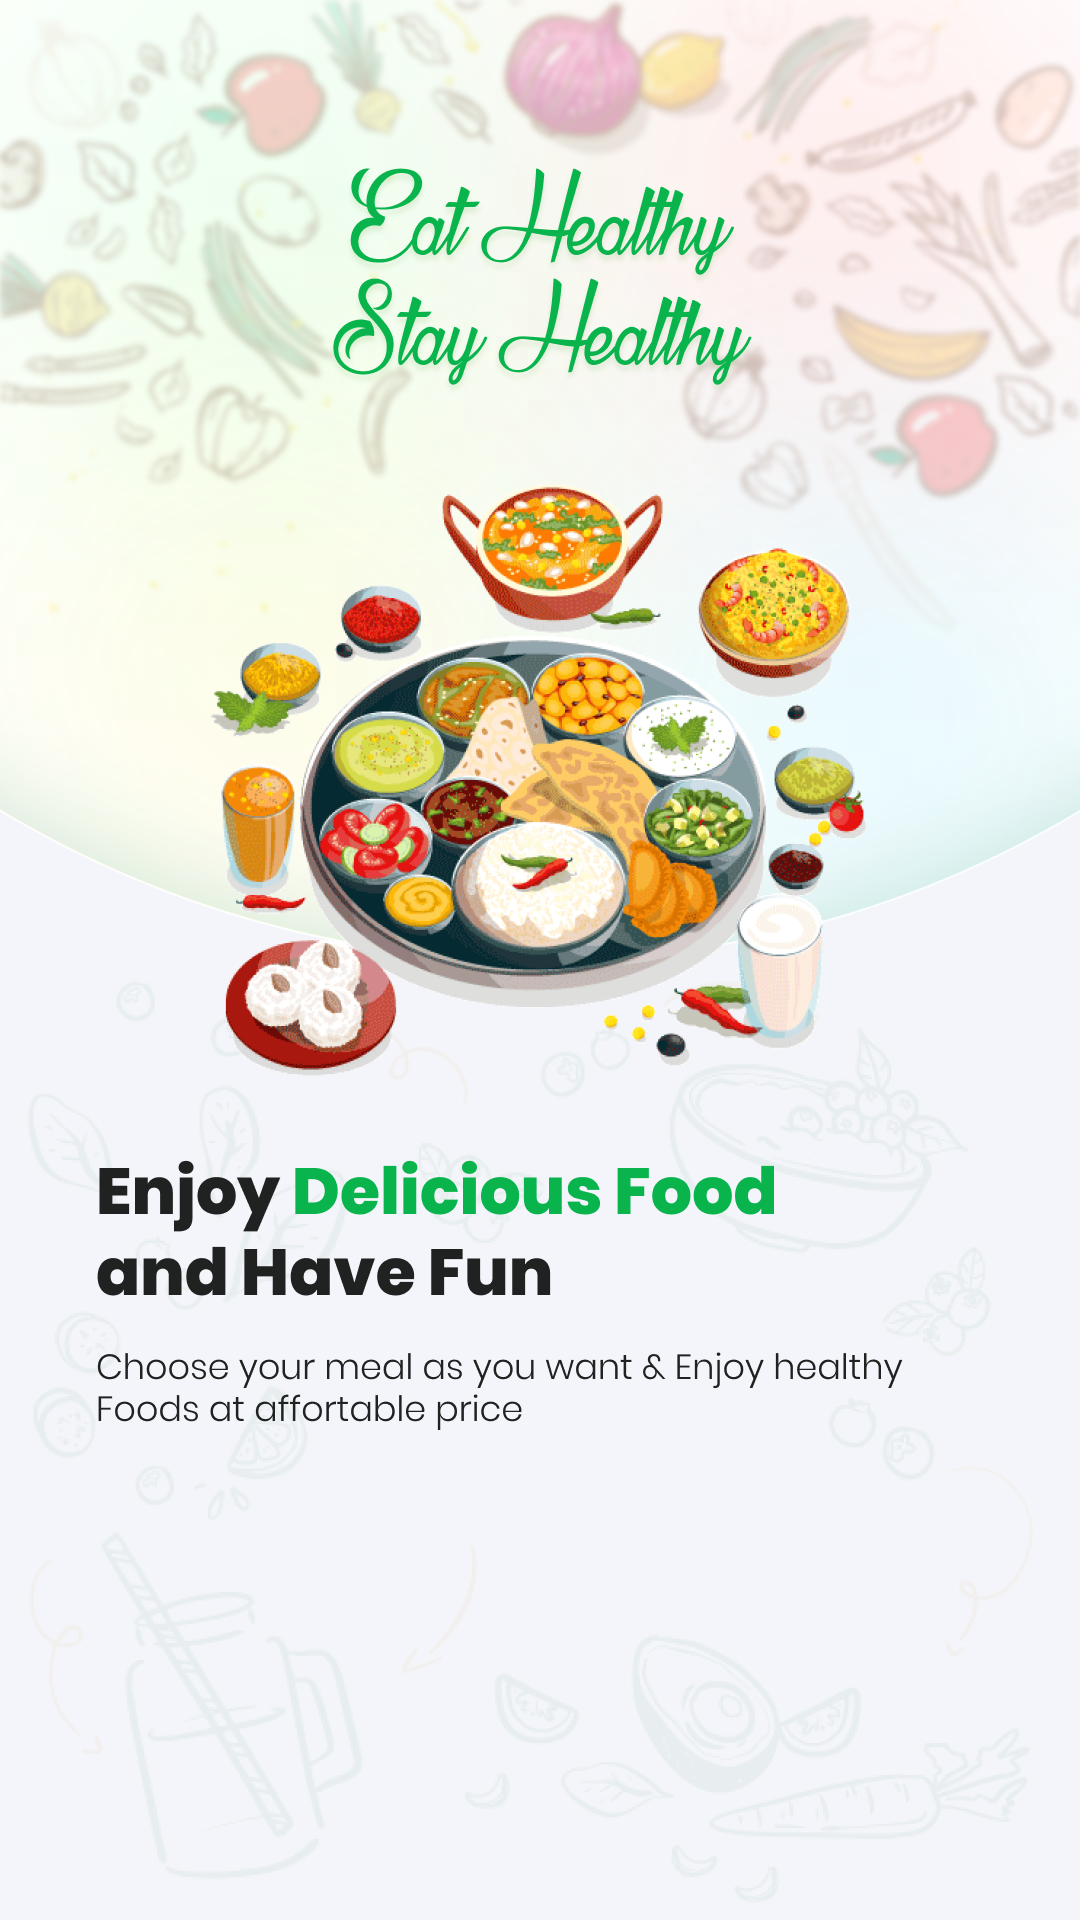 Eat Healthy
Stay Healthy
Enjoy Delicious Food
and Have Fun
Choose your meal as you want & Enjoy healthy
Foods at affortable price